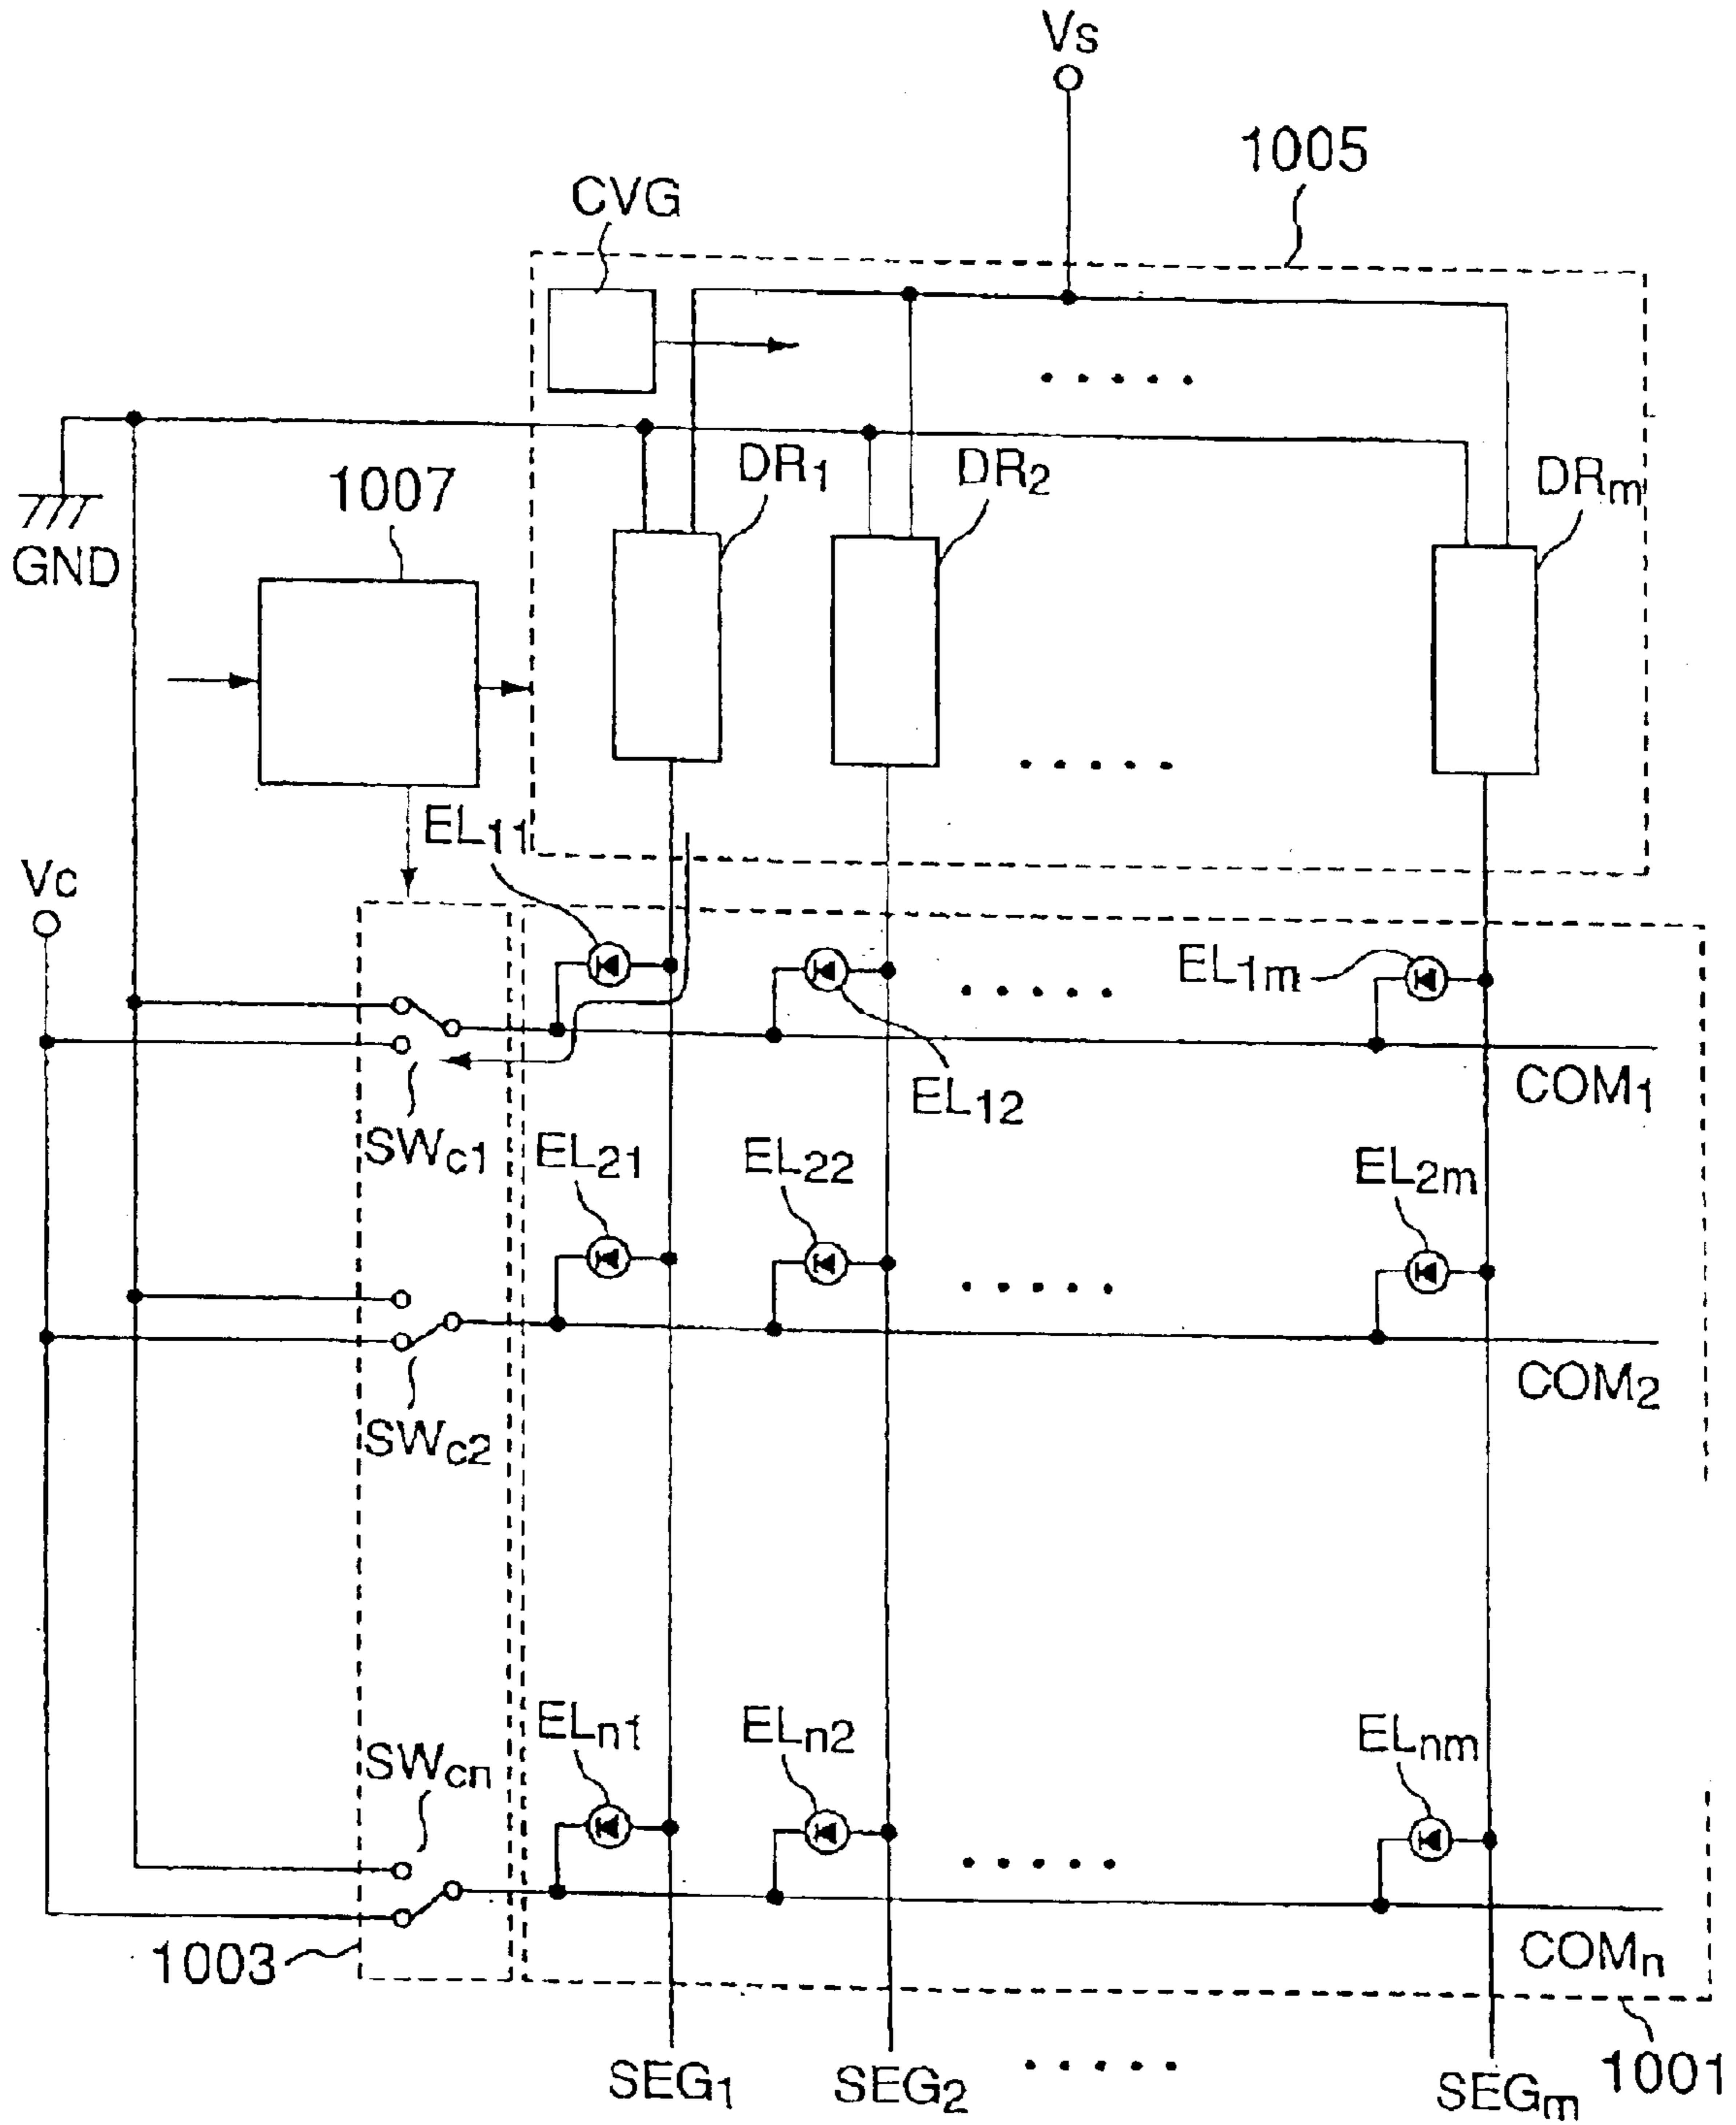 Vs
1005
CVG
DR1
DR2
DRm
1007
GND
EL11
Vc
EL1m
EL12
COM1
SWc1
EL21
EL22
EL2m
COM2
SWc2
ELn1
ELn2
ELnm
SWcn
COMn
1003
1001
SEG1
SEG2
SEGm